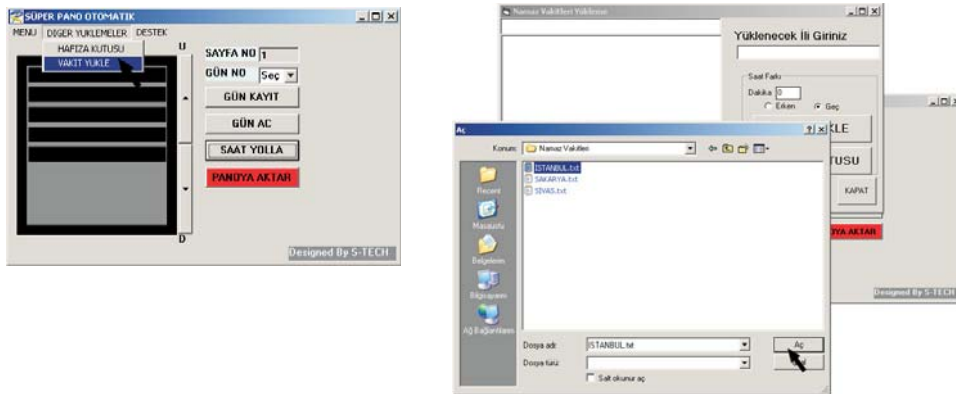 SÜPER PANO OTOMATIK
MENU DIGER YUKLEMELER DESTEK
HAFIZA KUTUSU
VAKIT YUKLE
U
SAYFA NO 1
GÜN NO Seç
GÜN KAYIT
GÜN AC
SAAT YOLLA
PANOYA AKTAR
D
Designed By S-TECH
Namaz Vakitleri Yükleme
Yüklenecek İli Giriniz
Saat Farkı
Dakika 0
Erken Geç
KLE
TUSU
KAPAT
OYA AKTAR
Designed By S-TECH
Aç
Konum: Namaz Vakitleri
ISTANBUL.txt
SAKARYA.txt
SIVAS.txt
Recent
Masaüstü
Belgelerim
Bilgisayarım
Ağ Bağlantıları
Dosya adı: ISTANBUL.txt
Aç
Dosya türü:
Salt okunur aç